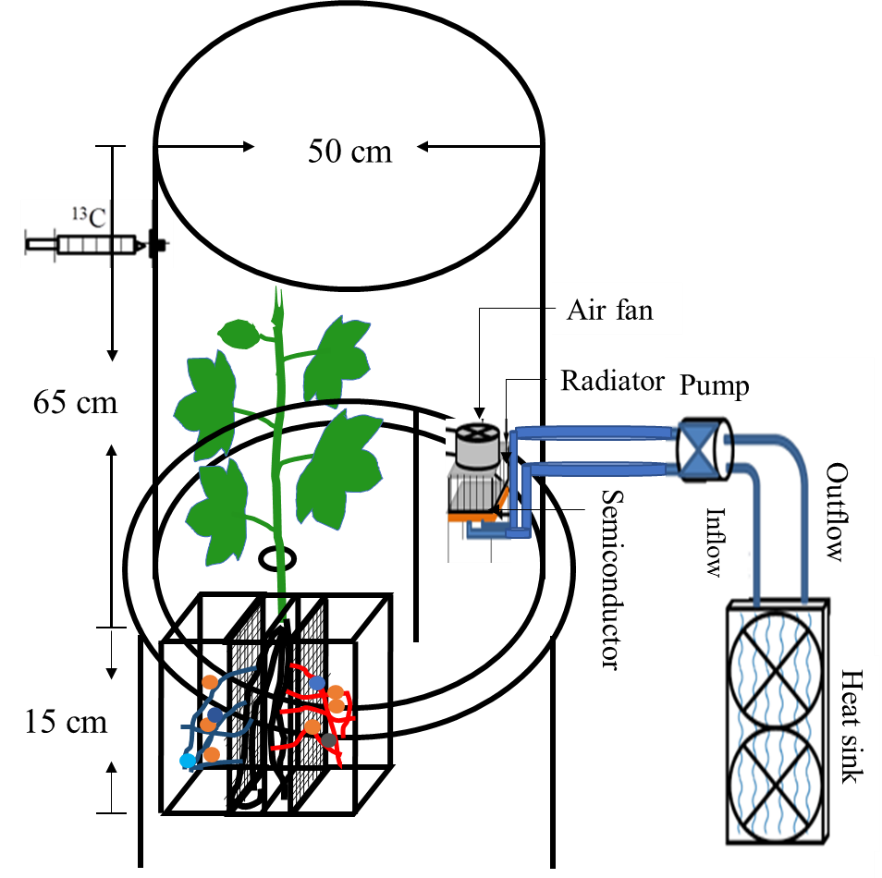 50 cm
¹³C
Air fan
Radiator
Pump
65 cm
Outflow
Inflow
Semiconductor
Heat sink
15 cm